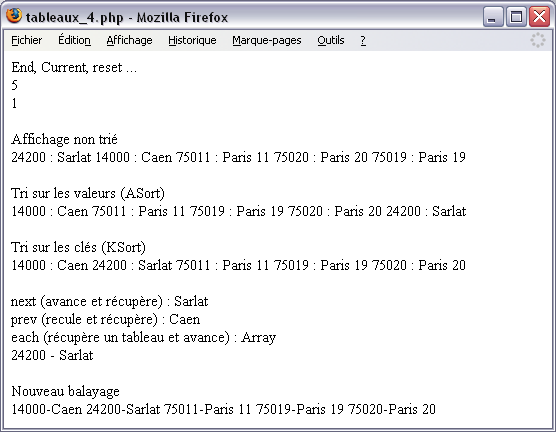 tableaux_4.php - Mozilla Firefox
Fichier Édition Affichage Historique Marque-pages Outils ?
End, Current, reset ...
5
1
Affichage non trié
24200 : Sarlat 14000 : Caen 75011 : Paris 11 75020 : Paris 20 75019 : Paris 19
Tri sur les valeurs (ASort)
14000 : Caen 75011 : Paris 11 75019 : Paris 19 75020 : Paris 20 24200 : Sarlat
Tri sur les clés (KSort)
14000 : Caen 24200 : Sarlat 75011 : Paris 11 75019 : Paris 19 75020 : Paris 20
next (avance et récupère) : Sarlat
prev (recule et récupère) : Caen
each (récupère un tableau et avance) : Array
24200 - Sarlat
Nouveau balayage
14000-Caen 24200-Sarlat 75011-Paris 11 75019-Paris 19 75020-Paris 20